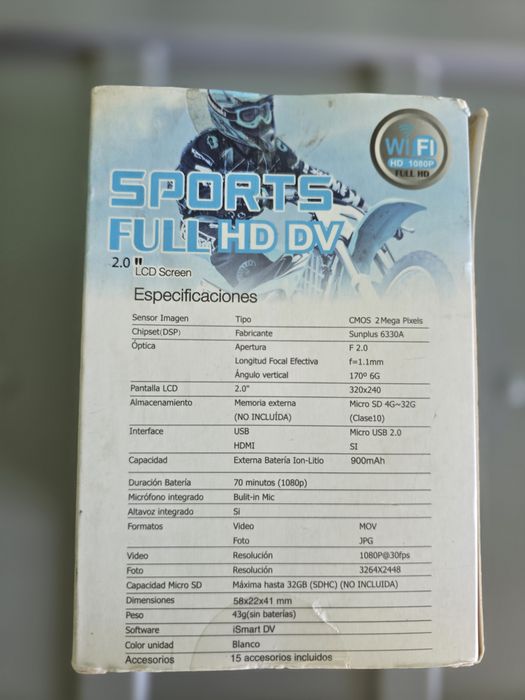 WiFi
HD 1080P
FULL HD
SPORTS
FULL HD DV
2.0" LCD Screen
Especificaciones
Sensor Imagen Tipo CMOS 2Mega Pixels
Chipset(DSP) Fabricante Sunplus 6330A
Óptica Apertura F 2.0
Longitud Focal Efectiva f=1.1mm
Ángulo vertical 170º 6G
Pantalla LCD 2.0" 320x240
Almacenamiento Memoria externa Micro SD 4G~32G
(NO INCLUÍDA) (Clase10)
Interface USB Micro USB 2.0
HDMI SI
Capacidad Externa Batería Ion-Litio 900mAh
Duración Batería 70 minutos (1080p)
Micrófono integrado Bulit-in Mic
Altavoz integrado Si
Formatos Video MOV
Foto JPG
Video Resolución 1080P@30fps
Foto Resolución 3264X2448
Capacidad Micro SD Máxima hasta 32GB (SDHC) (NO INCLUIDA)
Dimensiones 58x22x41 mm
Peso 43g(sin baterías)
Software iSmart DV
Color unidad Blanco
Accesorios 15 accesorios incluidos